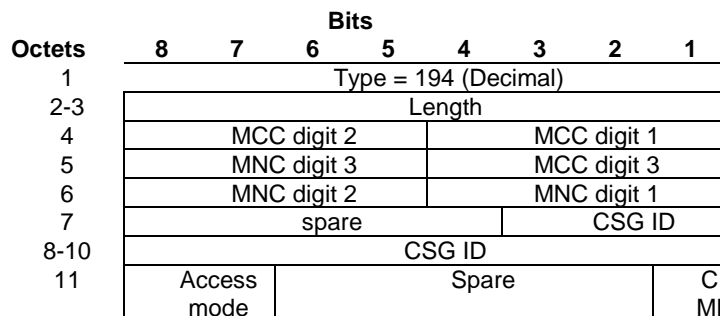 Bits
Octets 8 7 6 5 4 3 2 1
1 Type = 194 (Decimal)
2-3 Length
4 MCC digit 2 MCC digit 1
5 MNC digit 3 MCC digit 3
6 MNC digit 2 MNC digit 1
7 spare CSG ID
8-10 CSG ID
11 Access Spare C
mode